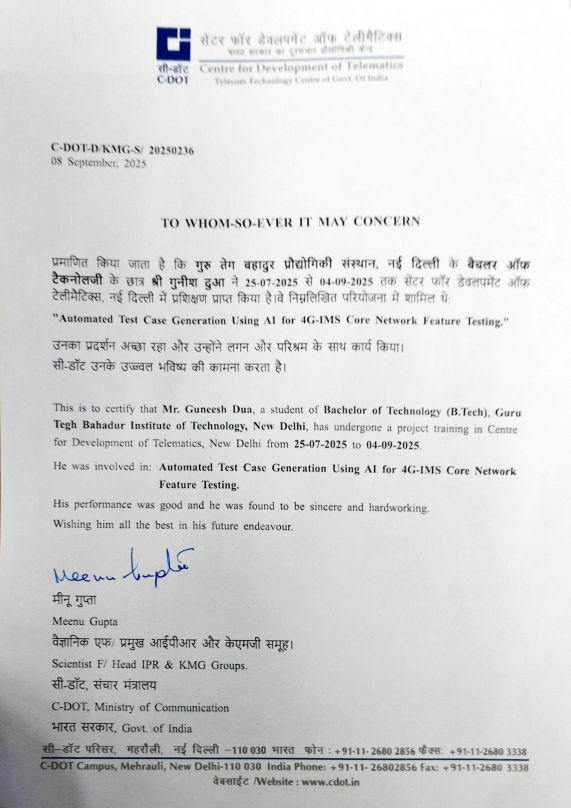 सेंटर फॉर डेवलपमेंट ऑफ टेलीमैटिक्स
भारत सरकार का दूरसंचार प्रौद्योगिकी केन्द्र
सी-डॉट
C-DOT
Centre for Development of Telematics
Telecom Technology Centre of Govt. Of India
C-DOT-D/KMG-S/ 20250236
08 September, 2025
TO WHOM-SO-EVER IT MAY CONCERN
प्रमाणित किया जाता है कि गुरु तेग बहादुर प्रौद्योगिकी संस्थान, नई दिल्ली के बैचलर ऑफ
टैकनोलजी के छात्र श्री गुनीश दुआ ने 25-07-2025 से 04-09-2025 तक सेंटर फॉर डेवलपमेंट ऑफ
टेलीमैटिक्स, नई दिल्ली में प्रशिक्षण प्राप्त किया है।वे निम्नलिखित परियोजना में शामिल थे:
"Automated Test Case Generation Using AI for 4G-IMS Core Network Feature Testing."
उनका प्रदर्शन अच्छा रहा और उन्होंने लगन और परिश्रम के साथ कार्य किया।
सी-डॉट उनके उज्ज्वल भविष्य की कामना करता है।
This is to certify that Mr. Guneesh Dua, a student of Bachelor of Technology (B.Tech), Guru
Tegh Bahadur Institute of Technology, New Delhi, has undergone a project training in Centre
for Development of Telematics, New Delhi from 25-07-2025 to 04-09-2025.
He was involved in: Automated Test Case Generation Using AI for 4G-IMS Core Network
Feature Testing.
His performance was good and he was found to be sincere and hardworking.
Wishing him all the best in his future endeavour.
Meenu Gupta
मीनू गुप्ता
Meenu Gupta
वैज्ञानिक एफ/ प्रमुख आईपीआर और केएमजी समूह।
Scientist F/ Head IPR & KMG Groups.
सी-डॉट, संचार मंत्रालय
C-DOT, Ministry of Communication
भारत सरकार, Govt. of India
सी-डॉट परिसर, महरौली, नई दिल्ली -110 030 भारत फोन : +91-11- 2680 2856 फैक्स: +91-11-2680 3338
C-DOT Campus, Mehrauli, New Delhi-110 030 India Phone: +91-11- 26802856 Fax: +91-11-2680 3338
वेबसाईट /Website : www.cdot.in